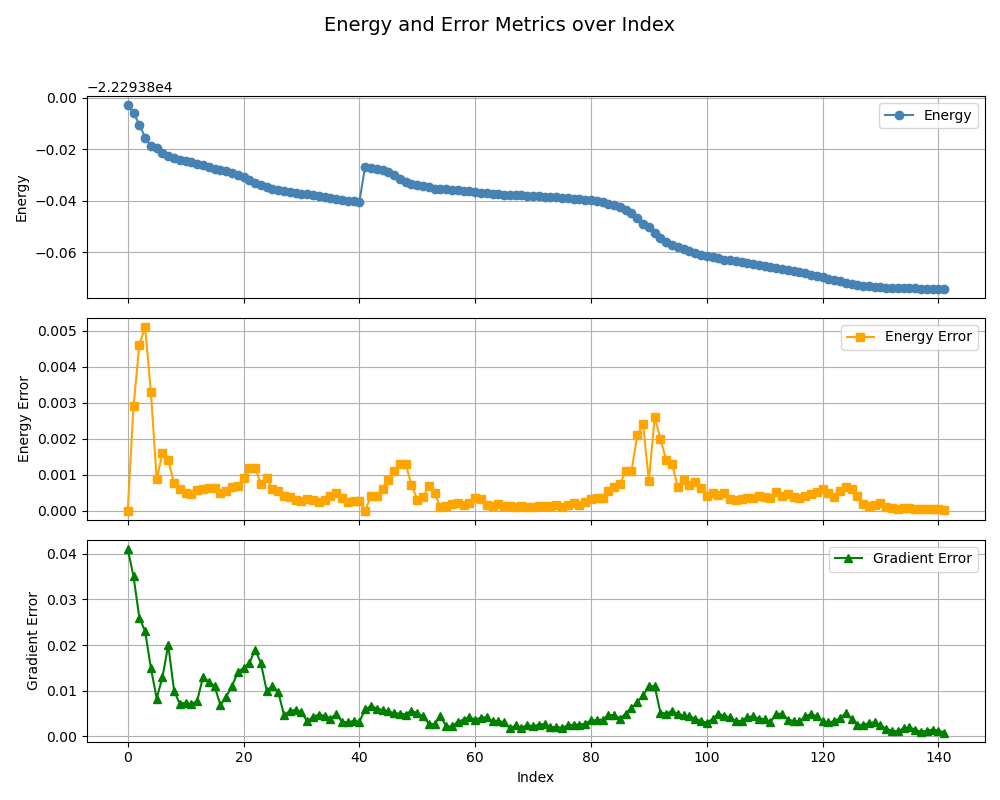 Energy and Error Metrics over Index
−2.22938e4
0.00
−0.02
−0.04
−0.06
Energy
Energy
0.005
0.004
0.003
0.002
0.001
0.000
Energy Error
Energy Error
0.04
0.03
0.02
0.01
0.00
Gradient Error
Gradient Error
0 20 40 60 80 100 120 140
Index